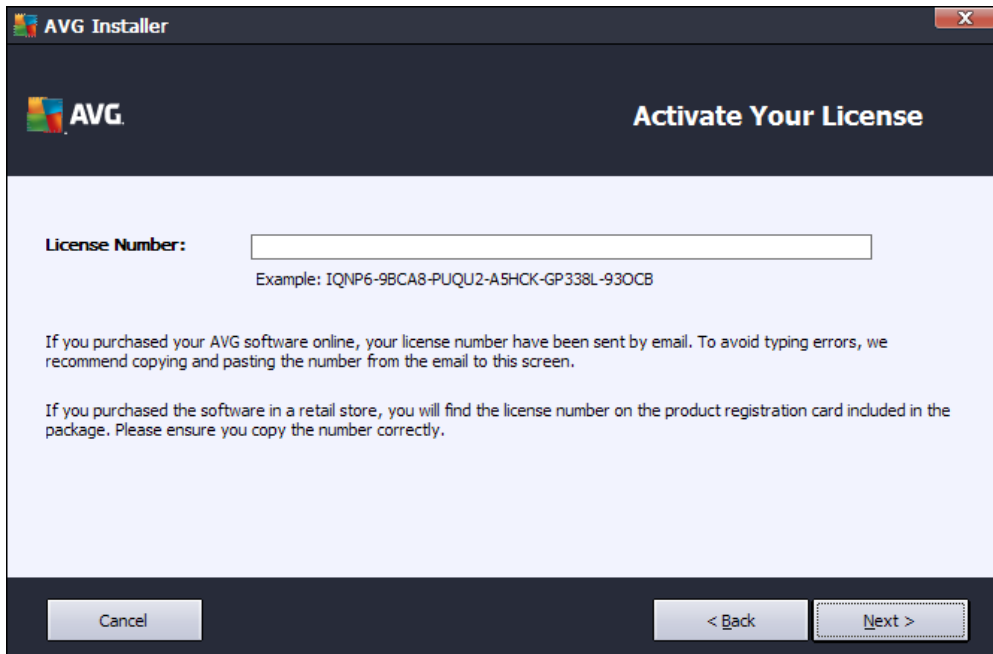 AVG Installer
AVG.
Activate Your License
License Number:
Example: IQNP6-9BCA8-PUQU2-A5HCK-GP338L-93OCB
If you purchased your AVG software online, your license number have been sent by email. To avoid typing errors, we
recommend copying and pasting the number from the email to this screen.
If you purchased the software in a retail store, you will find the license number on the product registration card included in the
package. Please ensure you copy the number correctly.
Cancel
< Back
Next >